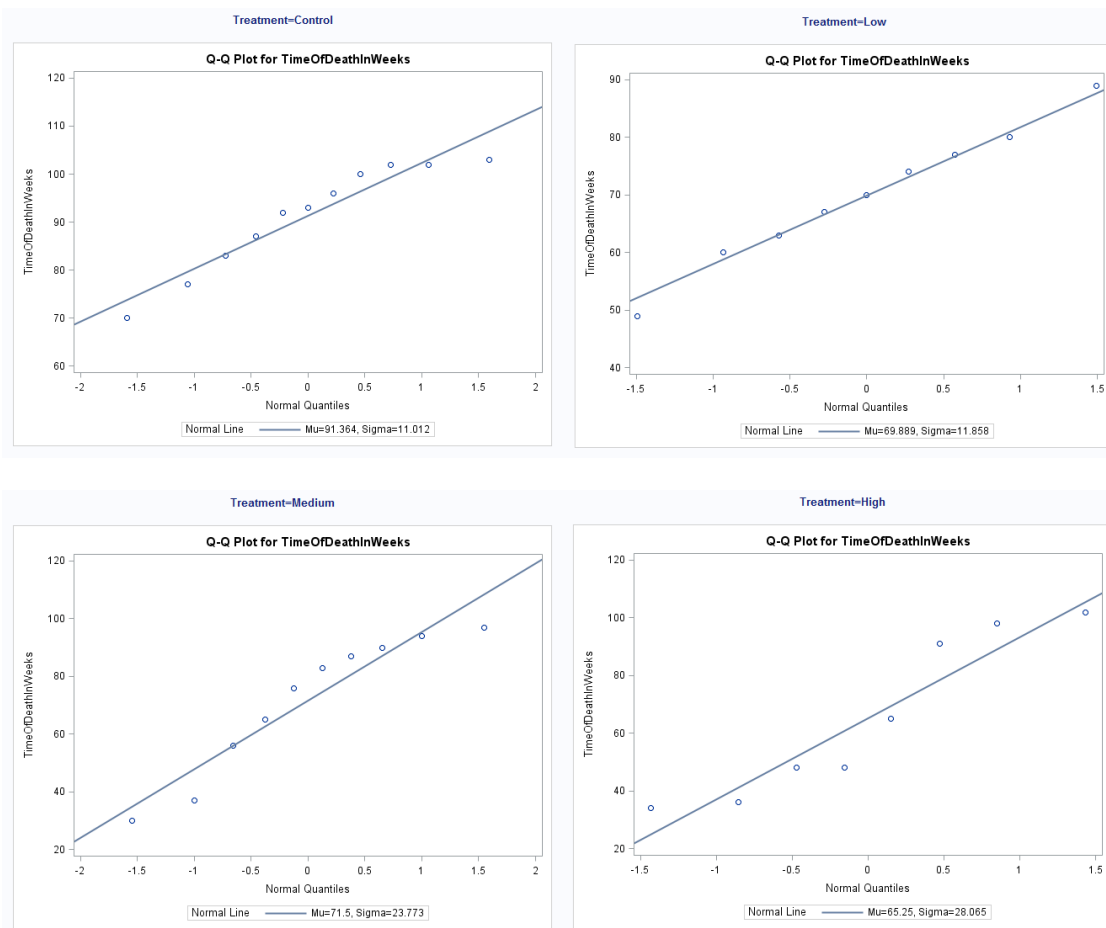 Treatment=Control
Q-Q Plot for TimeOfDeathInWeeks
120
110
100
90
80
70
60
TimeOfDeathInWeeks
-2 -1.5 -1 -0.5 0 0.5 1 1.5 2
Normal Quantiles
Normal Line Mu=91.364, Sigma=11.012
Treatment=Low
Q-Q Plot for TimeOfDeathInWeeks
90
80
70
60
50
40
TimeOfDeathInWeeks
-1.5 -1 -0.5 0 0.5 1 1.5
Normal Quantiles
Normal Line Mu=69.889, Sigma=11.858
Treatment=Medium
Q-Q Plot for TimeOfDeathInWeeks
120
100
80
60
40
20
TimeOfDeathInWeeks
-2 -1.5 -1 -0.5 0 0.5 1 1.5 2
Normal Quantiles
Normal Line Mu=71.5, Sigma=23.773
Treatment=High
Q-Q Plot for TimeOfDeathInWeeks
120
100
80
60
40
20
TimeOfDeathInWeeks
-1.5 -1 -0.5 0 0.5 1 1.5
Normal Quantiles
Normal Line Mu=65.25, Sigma=28.065